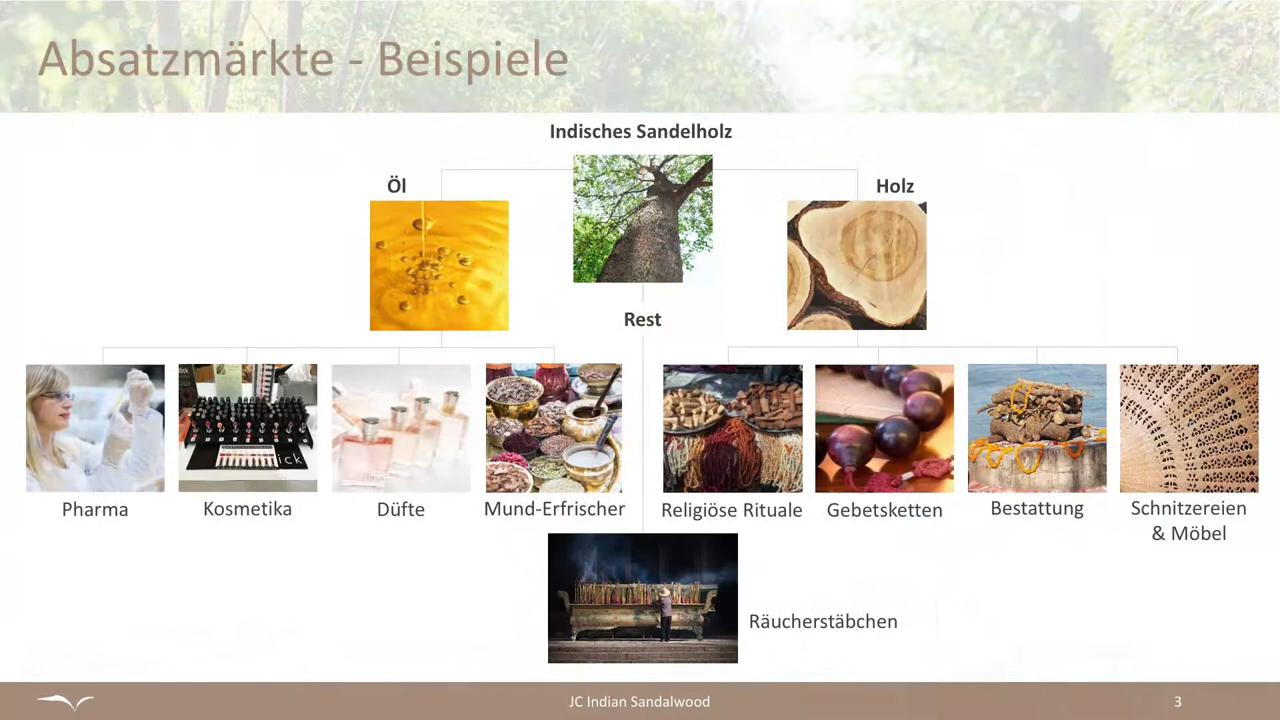 Absatzmärkte - Beispiele
Indisches Sandelholz
Öl
Holz
Rest
Pharma
Kosmetika
Düfte
Mund-Erfrischer
Religiöse Rituale
Gebetsketten
Bestattung
Schnitzereien
& Möbel
Räucherstäbchen
JC Indian Sandalwood
3